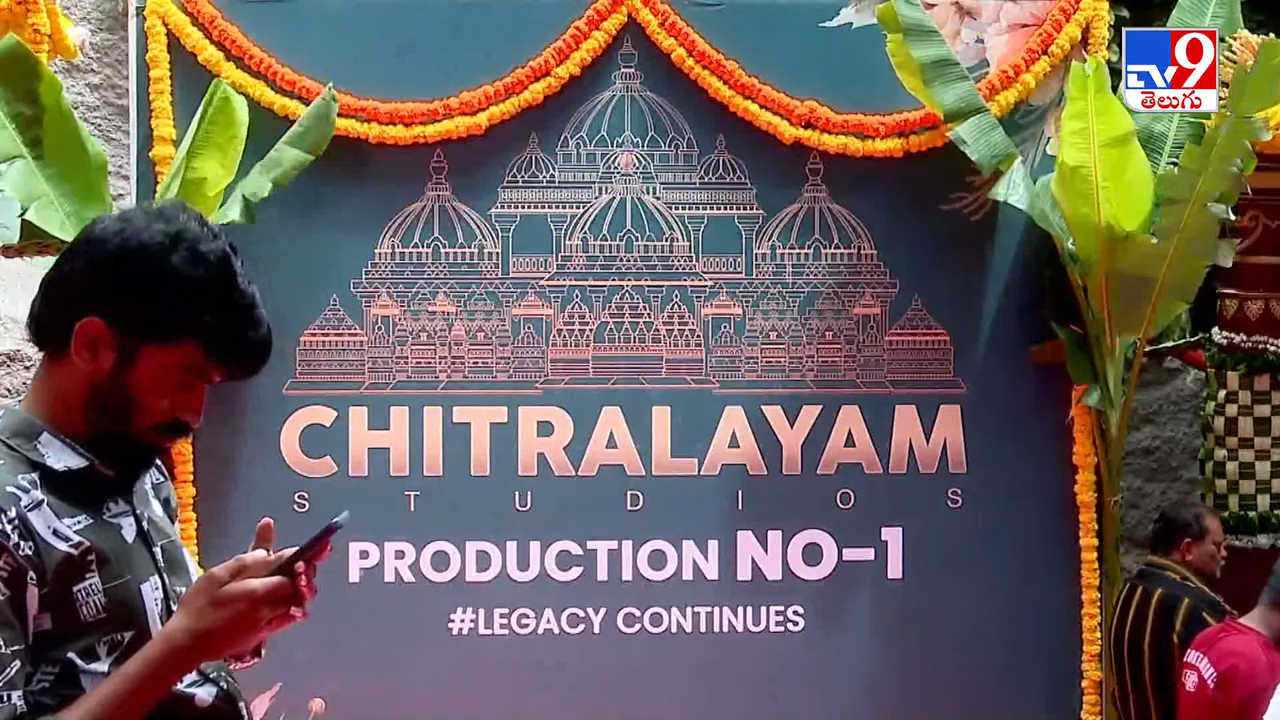 TV9
తెలుగు
CHITRALAYAM
STUDIOS
PRODUCTION NO-1
#LEGACY CONTINUES